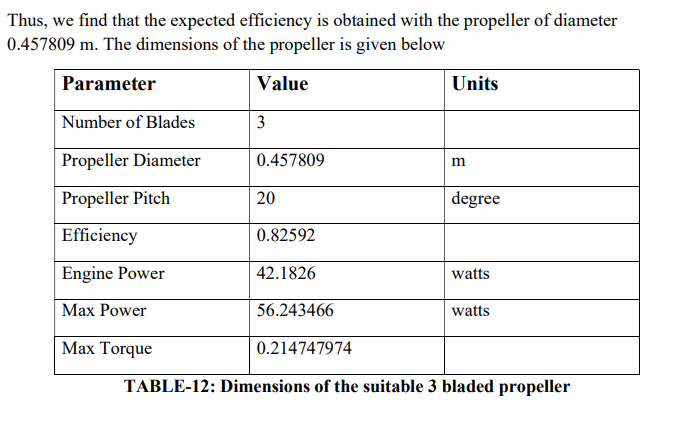 Thus, we find that the expected efficiency is obtained with the propeller of diameter
0.457809 m. The dimensions of the propeller is given below
Parameter Value Units
Number of Blades 3
Propeller Diameter 0.457809 m
Propeller Pitch 20 degree
Efficiency 0.82592
Engine Power 42.1826 watts
Max Power 56.243466 watts
Max Torque 0.214747974
TABLE-12: Dimensions of the suitable 3 bladed propeller